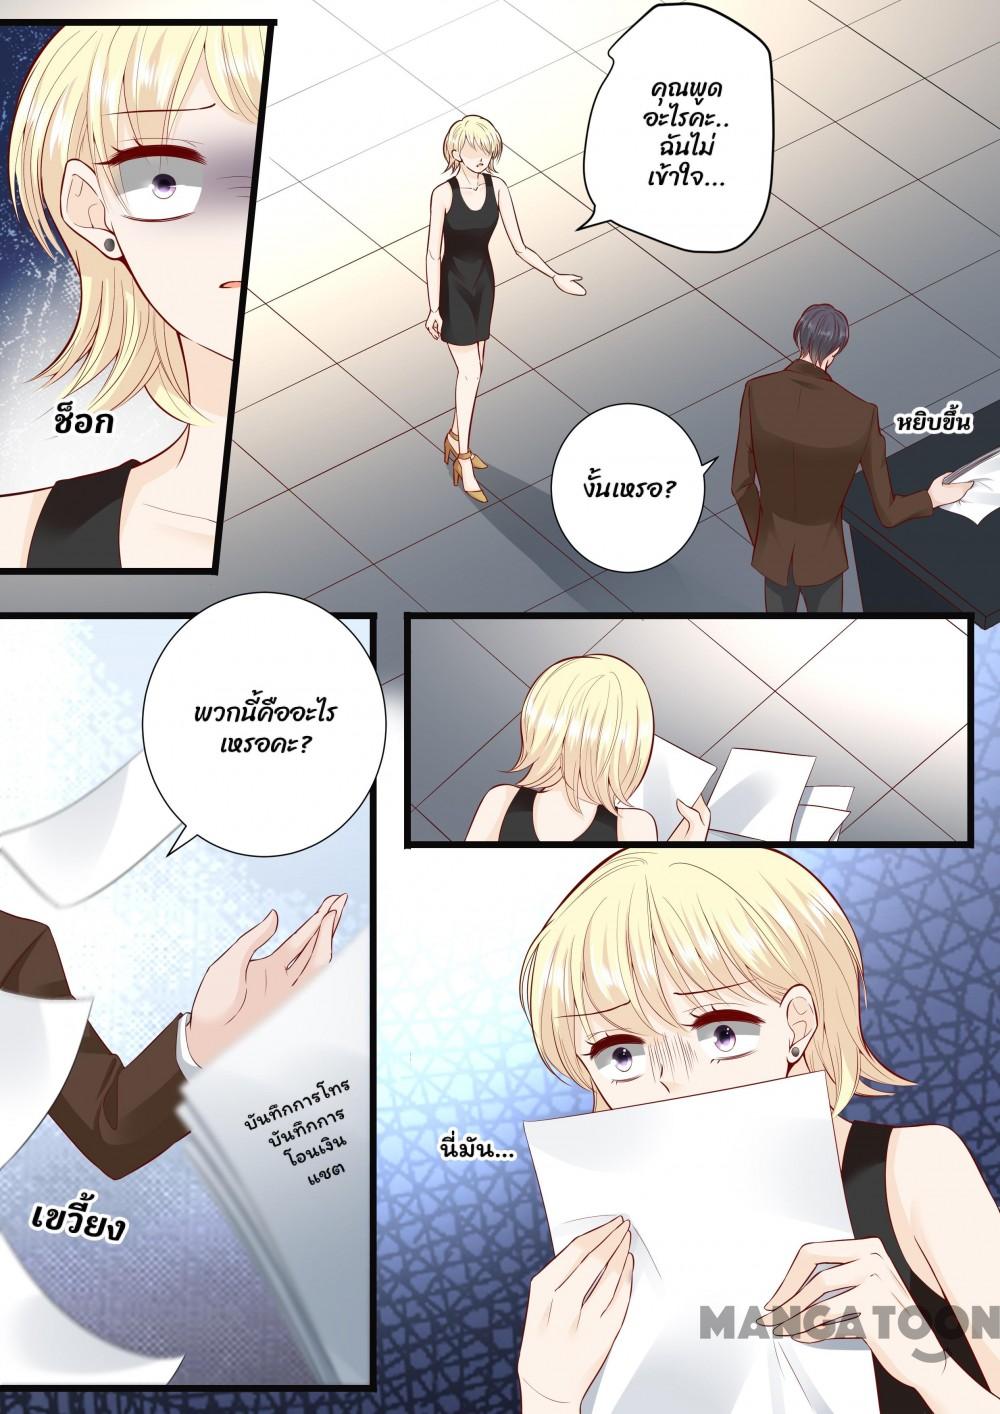 คุณพูด
อะไรคะ..
ฉันไม่
เข้าใจ...
ช็อก
หยิบขึ้น
งั้นเหรอ?
พวกนี้คืออะไร
เหรอคะ?
บันทึกการโทร
บันทึกการ
โอนเงิน
แชต
เขวี้ยง
นี่มัน...
MANGATOON